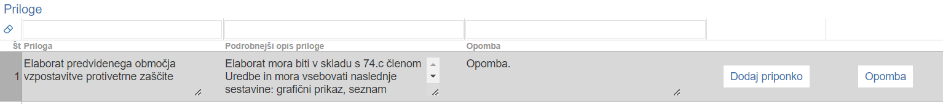 Priloge
Št Priloga Podrobnejši opis priloge Opomba
1 Elaborat predvidenega območja vzpostavitve protivetrne zaščite
Elaborat mora biti v skladu s 74.c členom
Uredbe in mora vsebovati naslednje
sestavine: grafični prikaz, seznam
Opomba.
Dodaj priponko
Opomba